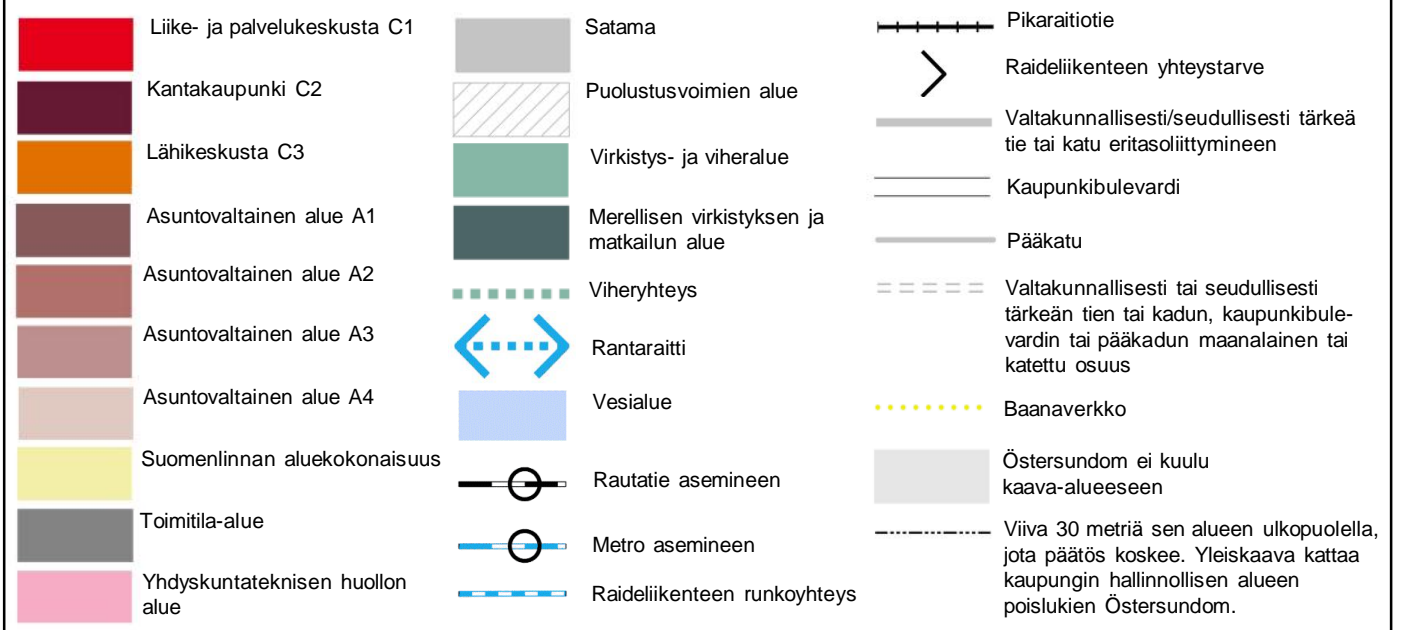 Liike- ja palvelukeskusta C1
Kantakaupunki C2
Lähikeskusta C3
Asuntovaltainen alue A1
Asuntovaltainen alue A2
Asuntovaltainen alue A3
Asuntovaltainen alue A4
Suomenlinnan aluekokonaisuus
Toimitila-alue
Yhdyskuntateknisen huollon
alue
Satama
Puolustusvoimien alue
Virkistys- ja viheralue
Merellisen virkistyksen ja
matkailun alue
Viheryhteys
Rantaraitti
Vesialue
Rautatie asemineen
Metro asemineen
Raideliikenteen runkoyhteys
Pikaraitiotie
Raideliikenteen yhteystarve
Valtakunnallisesti/seudullisesti tärkeä
tie tai katu eritasoliittymineen
Kaupunkibulevardi
Pääkatu
Valtakunnallisesti tai seudullisesti
tärkeän tien tai kadun, kaupunkibule-
vardin tai pääkadun maanalainen tai
katettu osuus
Baanaverkko
Östersundom ei kuulu
kaava-alueeseen
Viiva 30 metriä sen alueen ulkopuolella,
jota päätös koskee. Yleiskaava kattaa
kaupungin hallinnollisen alueen
poislukien Östersundom.